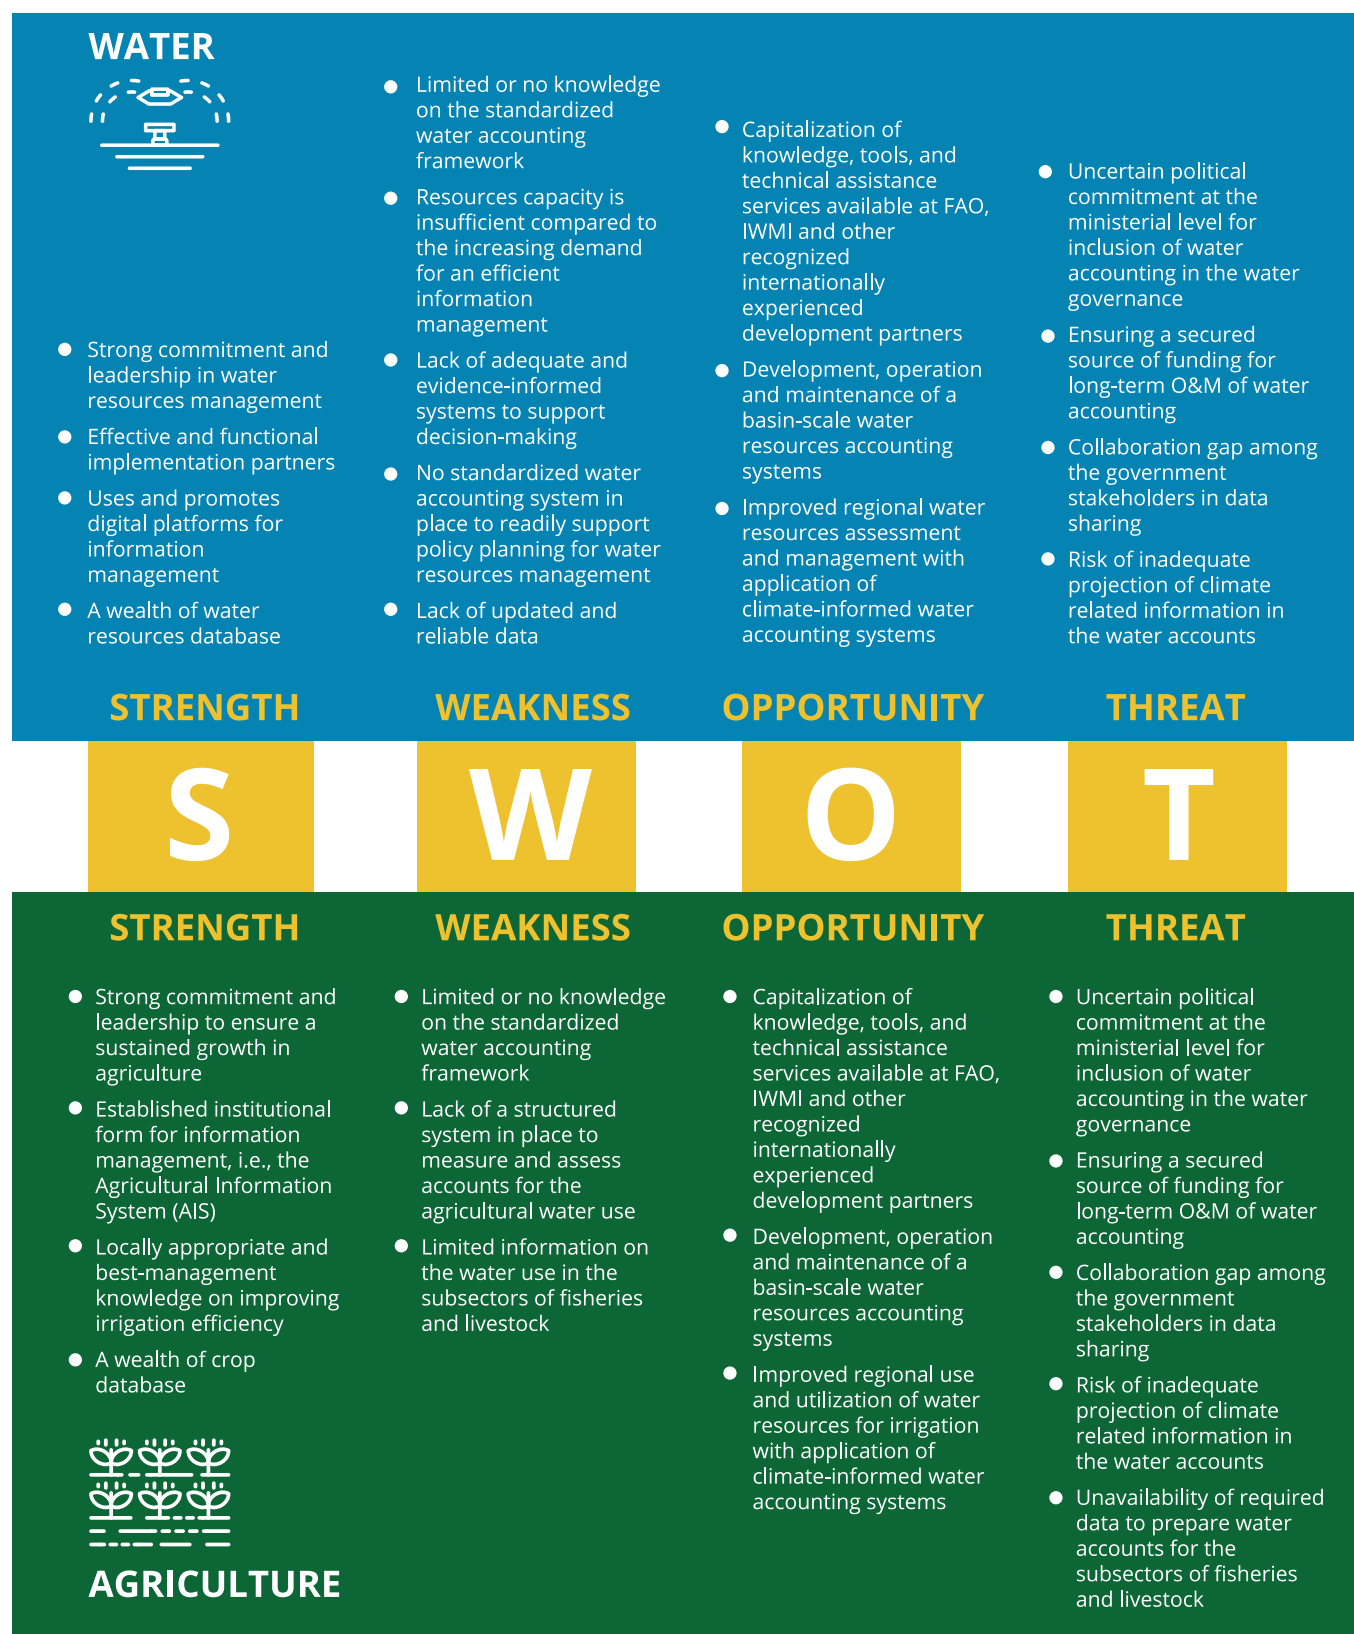 WATER
Strong commitment and
leadership in water
resources management
Effective and functional
implementation partners
Uses and promotes
digital platforms for
information
management
A wealth of water
resources database
Limited or no knowledge
on the standardized
water accounting
framework
Resources capacity is
insufficient compared to
the increasing demand
for an efficient
information
management
Lack of adequate and
evidence-informed
systems to support
decision-making
No standardized water
accounting system in
place to readily support
policy planning for water
resources management
Lack of updated and
reliable data
Capitalization of
knowledge, tools, and
technical assistance
services available at FAO,
IWMI and other
recognized
internationally
experienced
development partners
Development, operation
and maintenance of a
basin-scale water
resources accounting
systems
Improved regional water
resources assessment
and management with
application of
climate-informed water
accounting systems
Uncertain political
commitment at the
ministerial level for
inclusion of water
accounting in the water
governance
Ensuring a secured
source of funding for
long-term O&M of water
accounting
Collaboration gap among
the government
stakeholders in data
sharing
Risk of inadequate
projection of climate
related information in
the water accounts
STRENGTH
WEAKNESS
OPPORTUNITY
THREAT
S
W
O
T
STRENGTH
WEAKNESS
OPPORTUNITY
THREAT
Strong commitment and
leadership to ensure a
sustained growth in
agriculture
Established institutional
form for information
management, i.e., the
Agricultural Information
System (AIS)
Locally appropriate and
best-management
knowledge on improving
irrigation efficiency
A wealth of crop
database
Limited or no knowledge
on the standardized
water accounting
framework
Lack of a structured
system in place to
measure and assess
accounts for the
agricultural water use
Limited information on
the water use in the
subsectors of fisheries
and livestock
Capitalization of
knowledge, tools, and
technical assistance
services available at FAO,
IWMI and other
recognized
internationally
experienced
development partners
Development, operation
and maintenance of a
basin-scale water
resources accounting
systems
Improved regional use
and utilization of water
resources for irrigation
with application of
climate-informed water
accounting systems
Uncertain political
commitment at the
ministerial level for
inclusion of water
accounting in the water
governance
Ensuring a secured
source of funding for
long-term O&M of water
accounting
Collaboration gap among
the government
stakeholders in data
sharing
Risk of inadequate
projection of climate
related information in
the water accounts
Unavailability of required
data to prepare water
accounts for the
subsectors of fisheries
and livestock
AGRICULTURE